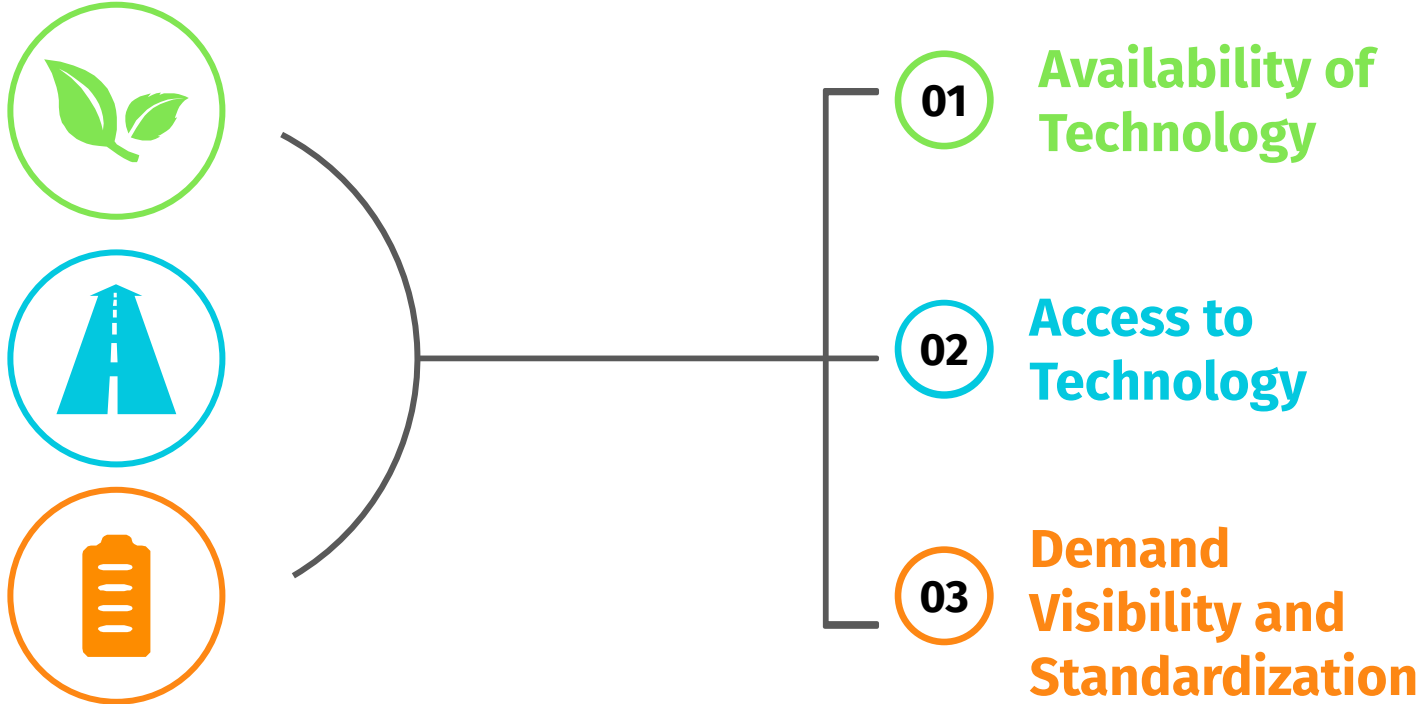 01
Availability of
Technology
02
Access to
Technology
03
Demand
Visibility and
Standardization